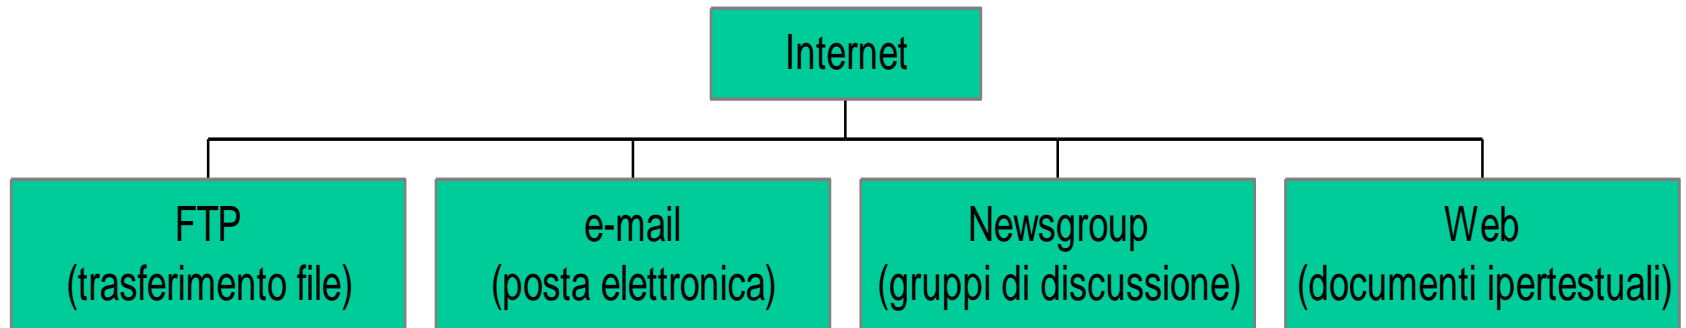 Internet
FTP
(trasferimento file)
e-mail
(posta elettronica)
Newsgroup
(gruppi di discussione)
Web
(documenti ipertestuali)